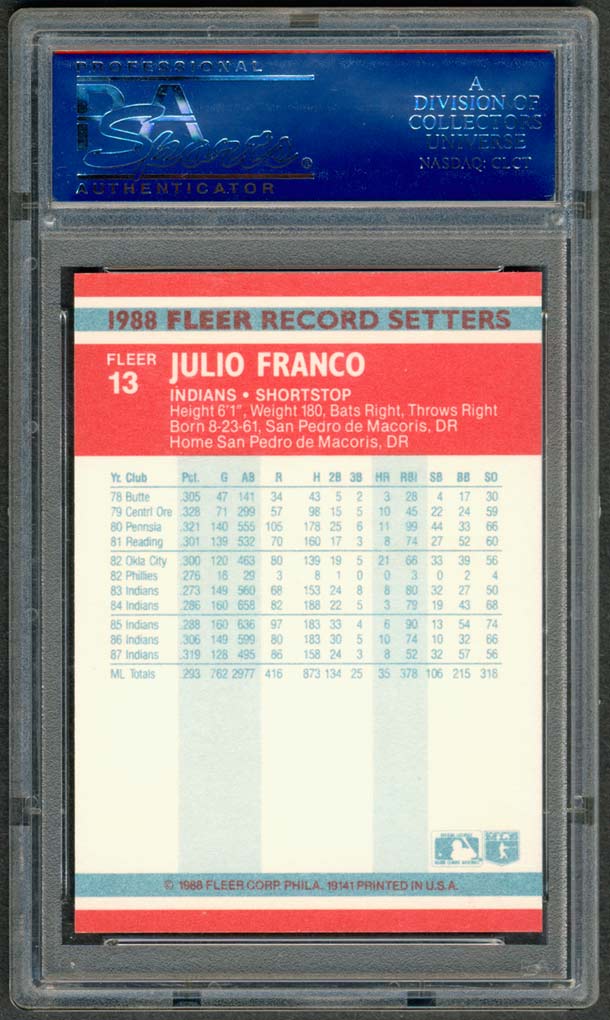 PROFESSIONAL
PSA
Sports®
AUTHENTICATOR
A
DIVISION OF
COLLECTORS
UNIVERSE
NASDAQ: CLCT
1988 FLEER RECORD SETTERS
FLEER
13
JULIO FRANCO
INDIANS • SHORTSTOP
Height 6'1", Weight 180, Bats Right, Throws Right
Born 8-23-61, San Pedro de Macoris, DR
Home San Pedro de Macoris, DR
Yr. Club Pct. G AB R H 2B 3B HR RBI SB BB SO
78 Butte .305 47 141 34 43 5 2 3 28 4 17 30
79 Centrl Ore .328 71 299 57 98 15 5 10 45 22 24 59
80 Pennsla .321 140 555 105 178 25 6 11 99 44 33 66
81 Reading .301 139 532 70 160 17 3 8 74 27 52 60
82 Okla City .300 120 463 80 139 19 5 21 66 33 39 56
82 Phillies .276 16 29 3 8 1 0 0 3 0 2 4
83 Indians .273 149 560 68 153 24 8 8 80 32 27 50
84 Indians .286 160 658 82 188 22 5 3 79 19 43 68
85 Indians .288 160 636 97 183 33 4 6 90 13 54 74
86 Indians .306 149 599 80 183 30 5 10 74 10 32 66
87 Indians .319 128 495 86 158 24 3 8 52 32 57 56
ML Totals .293 762 2977 416 873 134 25 35 378 106 215 318
© 1988 FLEER CORP. PHILA. 19141 PRINTED IN U.S.A.